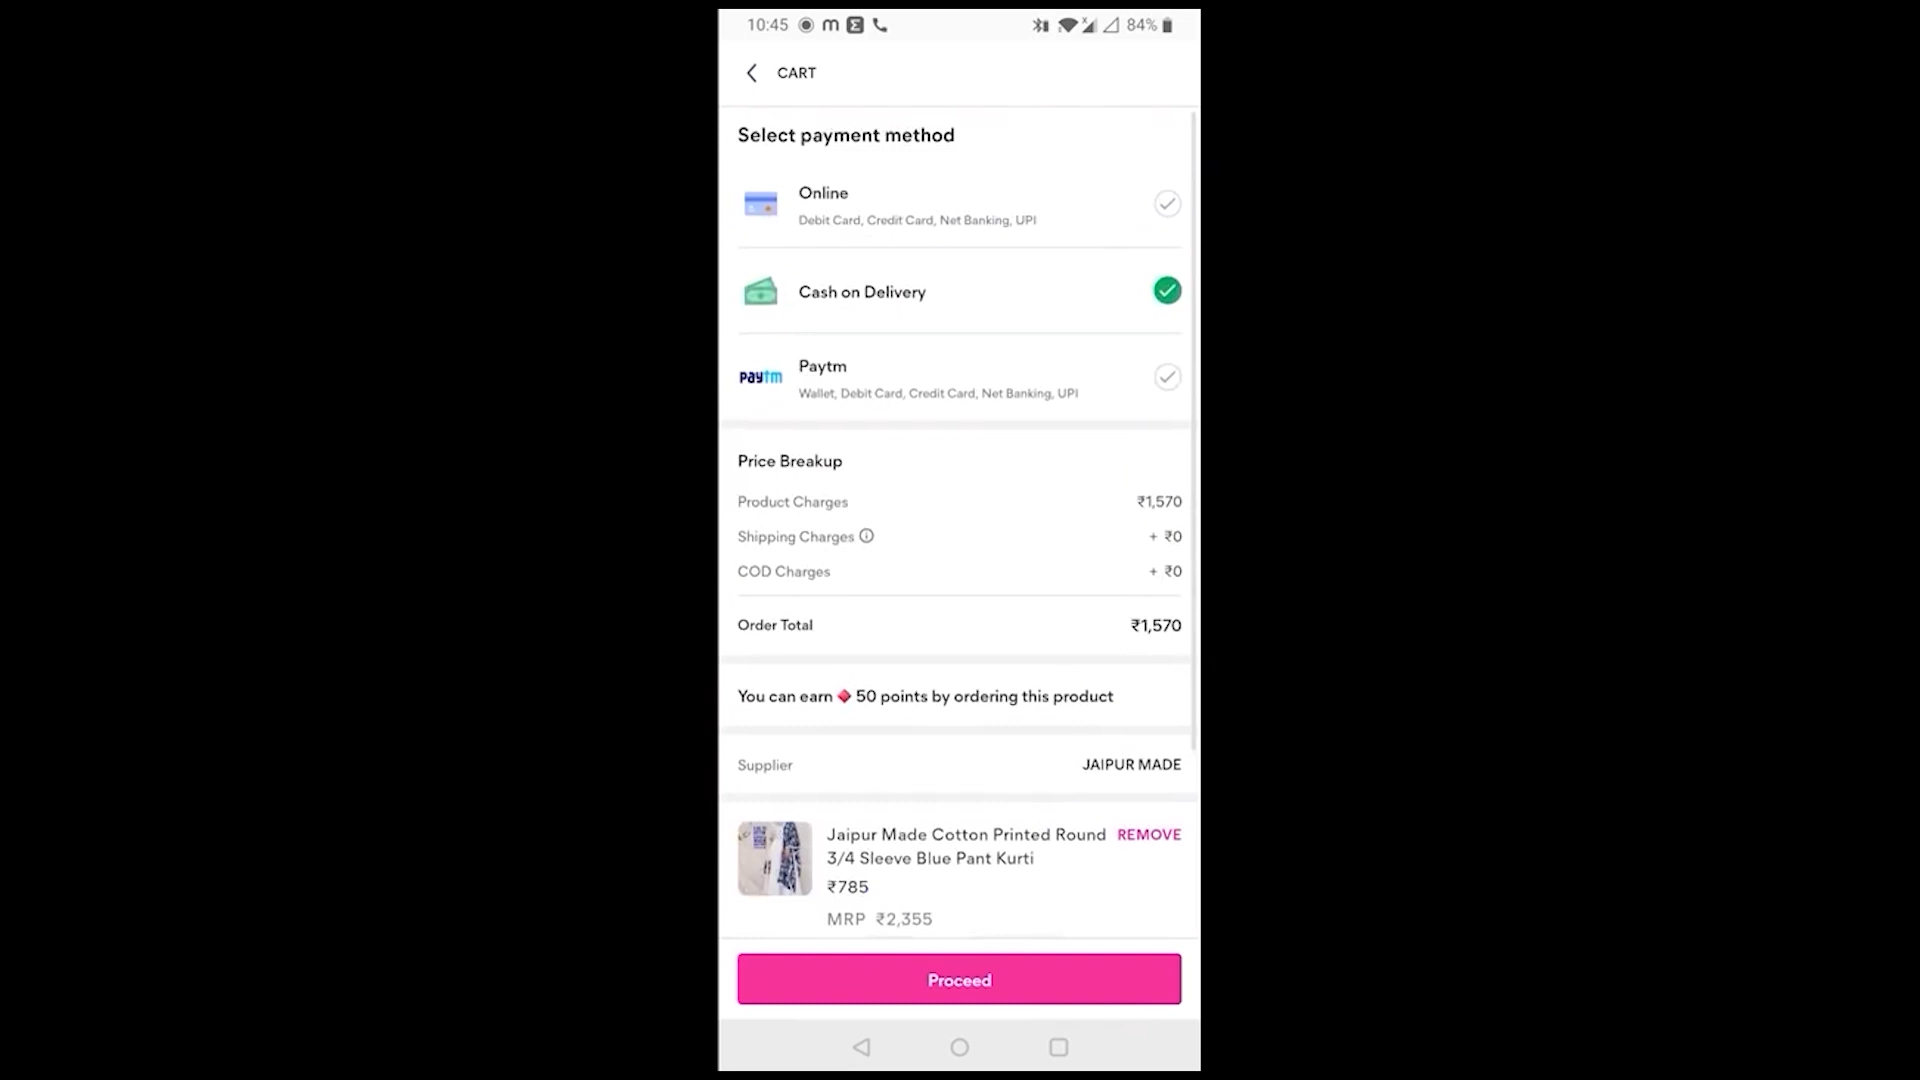 10:45 84%
CART
Select payment method
Online
Debit Card, Credit Card, Net Banking, UPI
Cash on Delivery
paytm
Paytm
Wallet, Debit Card, Credit Card, Net Banking, UPI
Price Breakup
Product Charges ₹1,570
Shipping Charges + ₹0
COD Charges + ₹0
Order Total ₹1,570
You can earn 50 points by ordering this product
Supplier JAIPUR MADE
Jaipur Made Cotton Printed Round REMOVE
3/4 Sleeve Blue Pant Kurti
₹785
MRP ₹2,355
Proceed